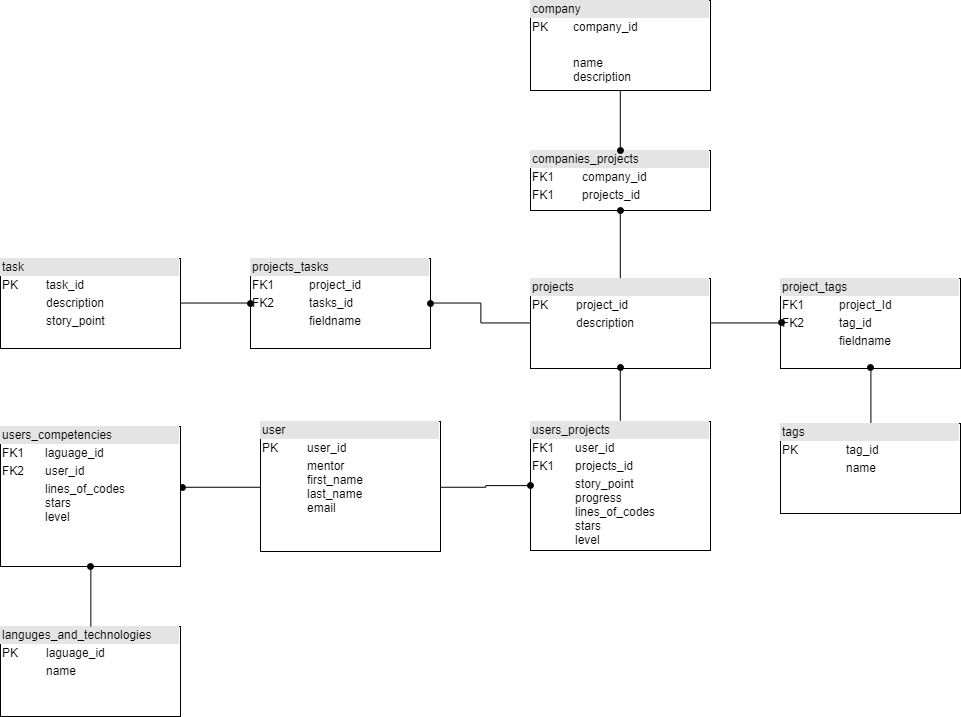 company
PK company_id
name
description
companies_projects
FK1 company_id
FK1 projects_id
task
PK task_id
description
story_point
projects_tasks
FK1 project_id
FK2 tasks_id
fieldname
projects
PK project_id
description
project_tags
FK1 project_Id
FK2 tag_id
fieldname
users_competencies
FK1 laguage_id
FK2 user_id
lines_of_codes
stars
level
user
PK user_id
mentor
first_name
last_name
email
users_projects
FK1 user_id
FK1 projects_id
story_point
progress
lines_of_codes
stars
level
tags
PK tag_id
name
languges_and_technologies
PK laguage_id
name